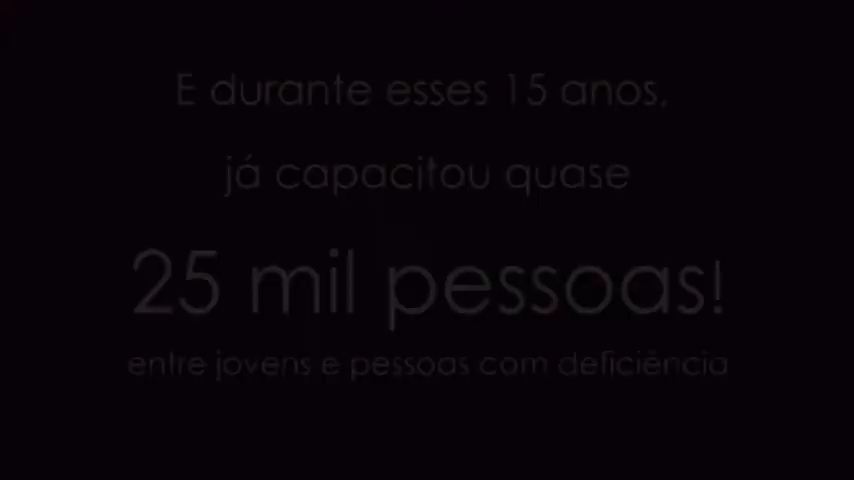 E durante esses 15 anos,
já capacitou quase
25 mil pessoas!
entre jovens e pessoas com deficiência